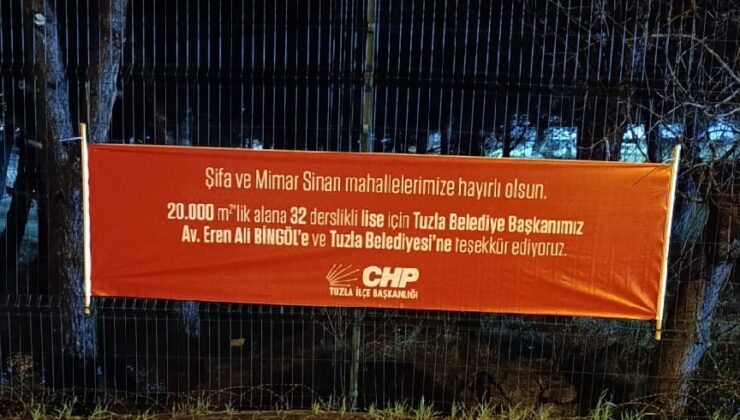 Şifa ve Mimar Sinan mahallelerimize hayırlı olsun.
20.000 m²'lik alana 32 derslikli lise için Tuzla Belediye Başkanımız
Av. Eren Ali BİNGÖL'e ve Tuzla Belediyesi'ne teşekkür ediyoruz.
CHP
TUZLA İLÇE BAŞKANLIĞI